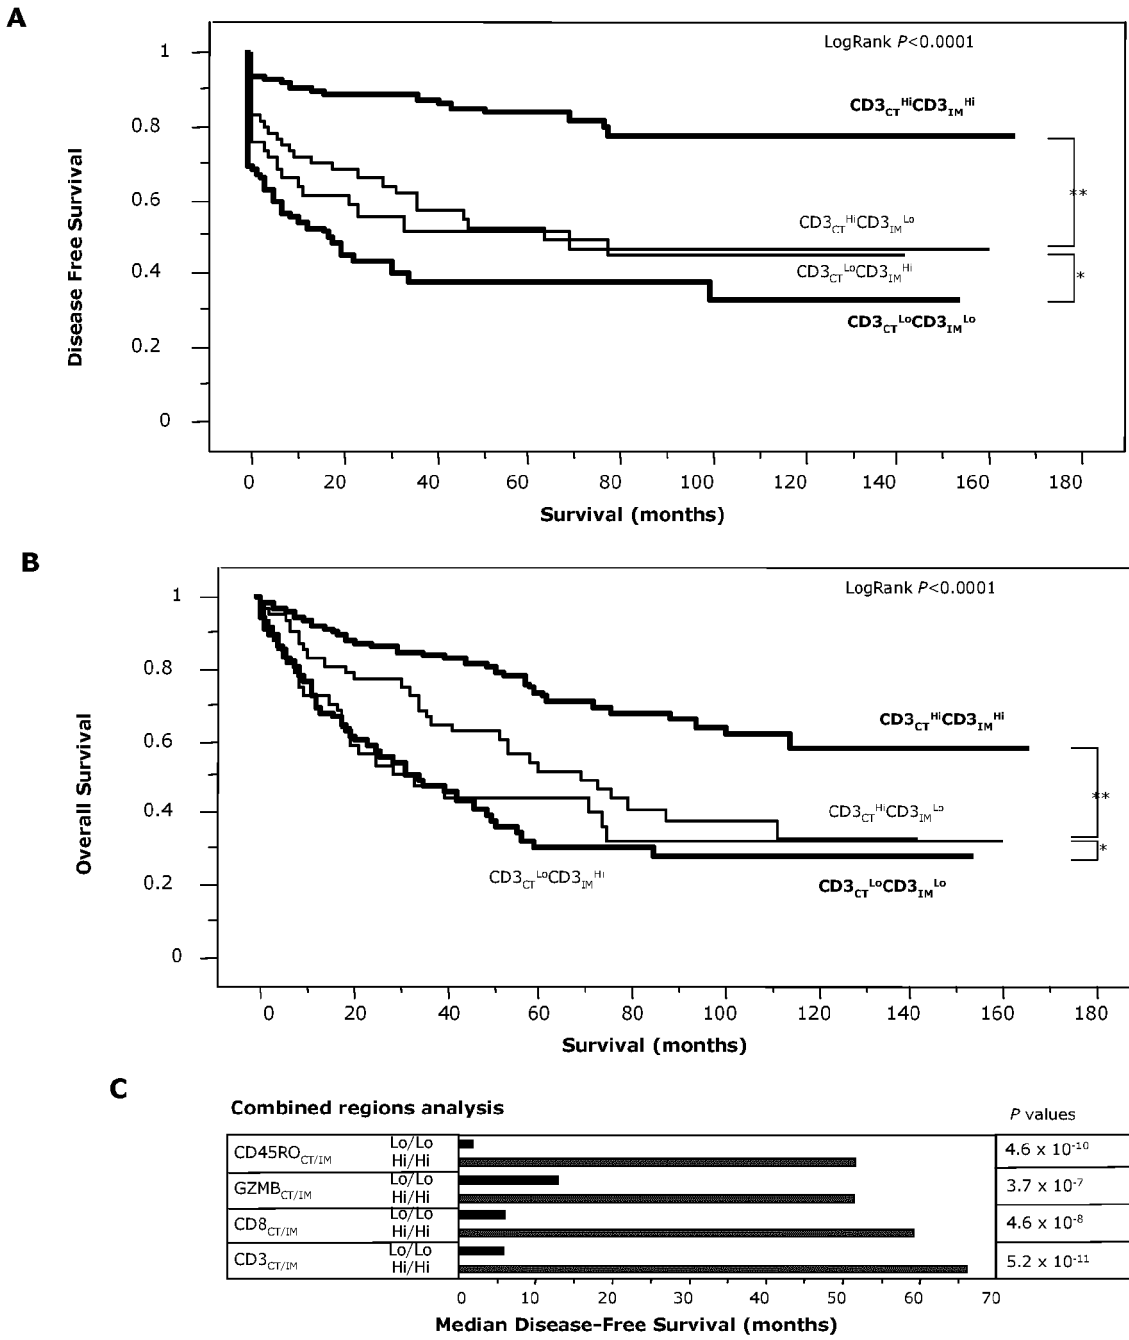 A
LogRank P<0.0001
1
0.8
0.6
0.4
0.2
0
Disease Free Survival
CD3CTHiCD3IMHi
**
CD3CTHiCD3IMLo
CD3CTLoCD3IMHi
*
CD3CTLoCD3IMLo
0 20 40 60 80 100 120 140 160 180
Survival (months)
B
LogRank P<0.0001
1
0.8
0.6
0.4
0.2
0
Overall Survival
CD3CTHiCD3IMHi
**
CD3CTHiCD3IMLo
*
CD3CTLoCD3IMHi
CD3CTLoCD3IMLo
0 20 40 60 80 100 120 140 160 180
Survival (months)
C
Combined regions analysis
P values
CD45ROCT/IM Lo/Lo Hi/Hi 4.6 x 10-10
GZMBCT/IM Lo/Lo Hi/Hi 3.7 x 10-7
CD8CT/IM Lo/Lo Hi/Hi 4.6 x 10-8
CD3CT/IM Lo/Lo Hi/Hi 5.2 x 10-11
0 10 20 30 40 50 60 70
Median Disease-Free Survival (months)